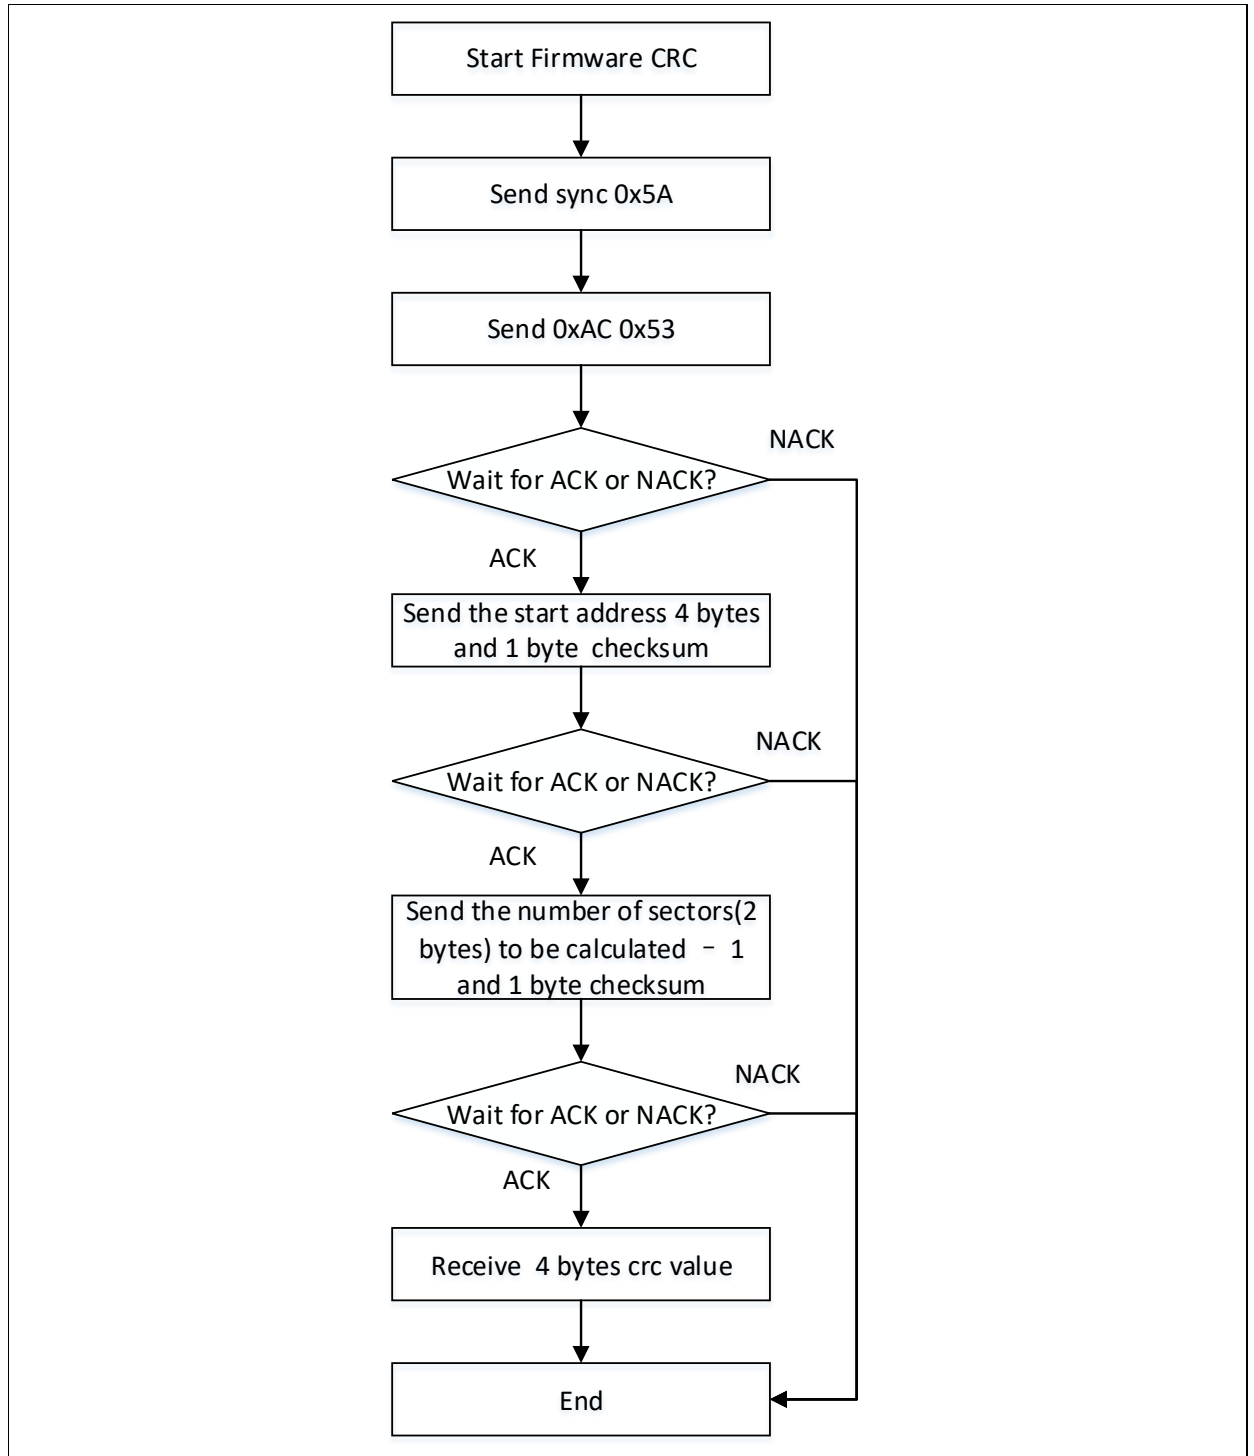 Start Firmware CRC
Send sync 0x5A
Send 0xAC 0x53
NACK
Wait for ACK or NACK?
ACK
Send the start address 4 bytes
and 1 byte checksum
NACK
Wait for ACK or NACK?
ACK
Send the number of sectors(2
bytes) to be calculated － 1
and 1 byte checksum
NACK
Wait for ACK or NACK?
ACK
Receive 4 bytes crc value
End